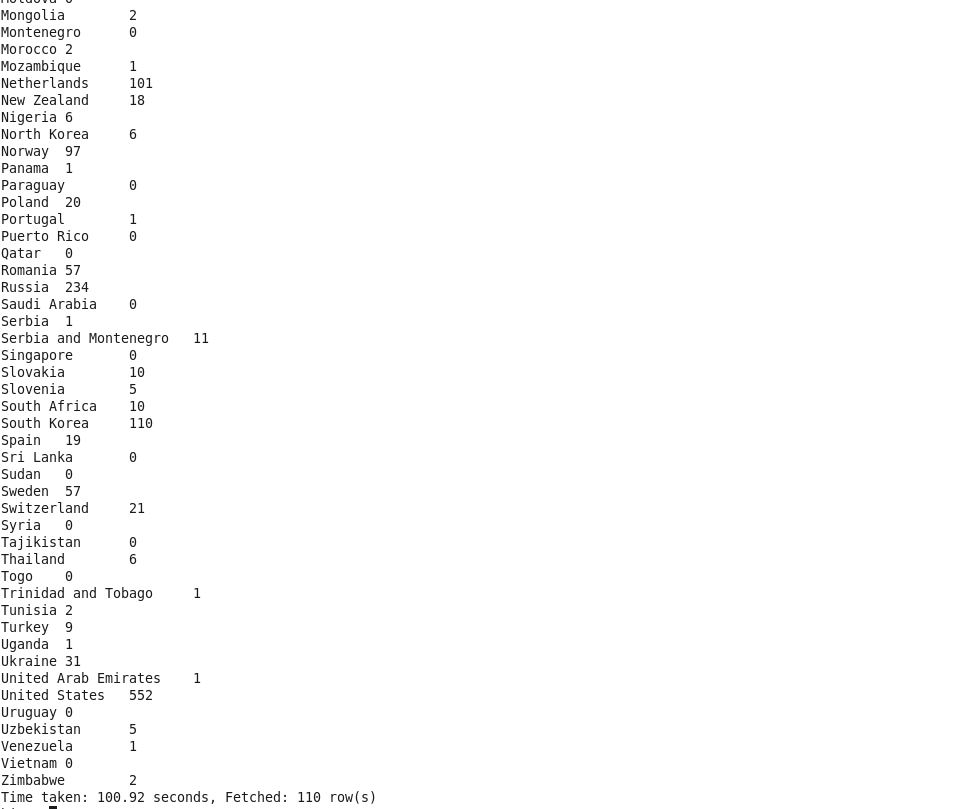 Moldova 0
Mongolia 2
Montenegro 0
Morocco 2
Mozambique 1
Netherlands 101
New Zealand 18
Nigeria 6
North Korea 6
Norway 97
Panama 1
Paraguay 0
Poland 20
Portugal 1
Puerto Rico 0
Qatar 0
Romania 57
Russia 234
Saudi Arabia 0
Serbia 1
Serbia and Montenegro 11
Singapore 0
Slovakia 10
Slovenia 5
South Africa 10
South Korea 110
Spain 19
Sri Lanka 0
Sudan 0
Sweden 57
Switzerland 21
Syria 0
Tajikistan 0
Thailand 6
Togo 0
Trinidad and Tobago 1
Tunisia 2
Turkey 9
Uganda 1
Ukraine 31
United Arab Emirates 1
United States 552
Uruguay 0
Uzbekistan 5
Venezuela 1
Vietnam 0
Zimbabwe 2
Time taken: 100.92 seconds, Fetched: 110 row(s)